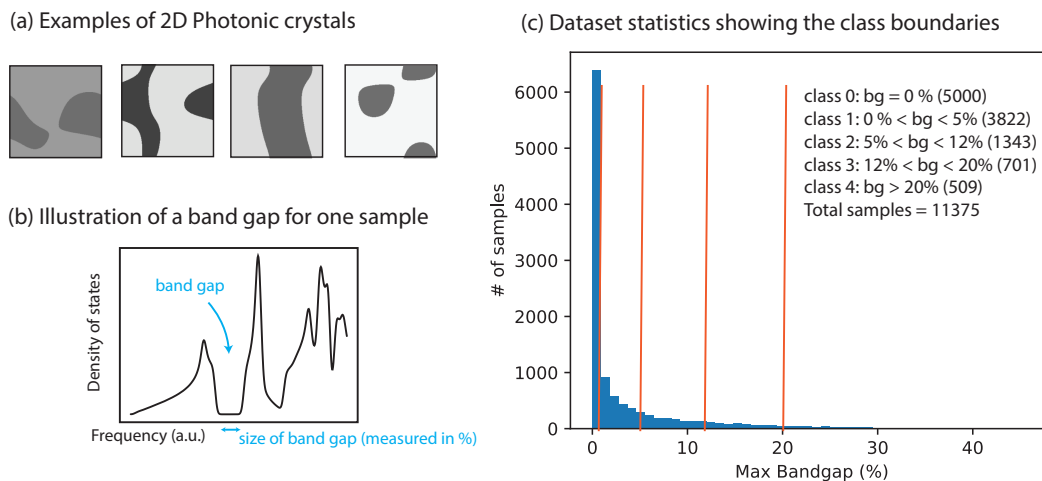 (a) Examples of 2D Photonic crystals
(b) Illustration of a band gap for one sample
band gap
Density of states
Frequency (a.u.)
size of band gap (measured in %)
(c) Dataset statistics showing the class boundaries
class 0: bg = 0 % (5000)
class 1: 0 % < bg < 5% (3822)
class 2: 5% < bg < 12% (1343)
class 3: 12% < bg < 20% (701)
class 4: bg > 20% (509)
Total samples = 11375
# of samples
6000
5000
4000
3000
2000
1000
0
0 10 20 30 40
Max Bandgap (%)